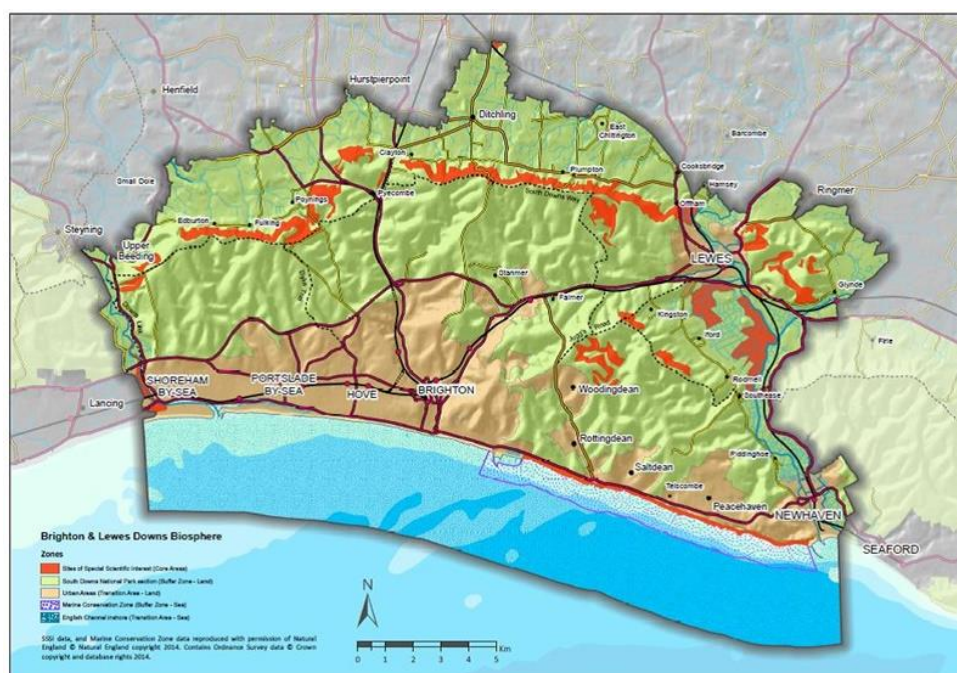 Hurstpierpoint
Henfield
Ditchling
East
Chiltington
Barcombe
Clayton
Plumpton
Cooksbridge
Small Dole
Hamsey
Ringmer
Poynings
Pyecombe
South Downs Way
Offham
Edburton
Fulking
Steyning
Upper
Beeding
LEWES
Stanmer
Glynde
Falmer
Kingston
Iford
Firle
SHOREHAM
BY-SEA
PORTSLADE
BY-SEA
HOVE
BRIGHTON
Woodingdean
Rodmell
Southease
Lancing
Rottingdean
Piddinghoe
Saltdean
Telscombe
Peacehaven
NEWHAVEN
SEAFORD
Brighton & Lewes Downs Biosphere
Zones
Sites of Special Scientific Interest (Core Areas)
South Downs National Park section (Buffer Zone - Land)
Urban Areas (Transition Area - Land)
Marine Conservation Zone (Buffer Zone - Sea)
English Channel inshore (Transition Area - Sea)
SSSI data, and Marine Conservation Zone data reproduced with permission of Natural
England © Natural England copyright 2014. Contains Ordnance Survey data © Crown
copyright and database rights 2014.
N
0 1 2 3 4 5 Km